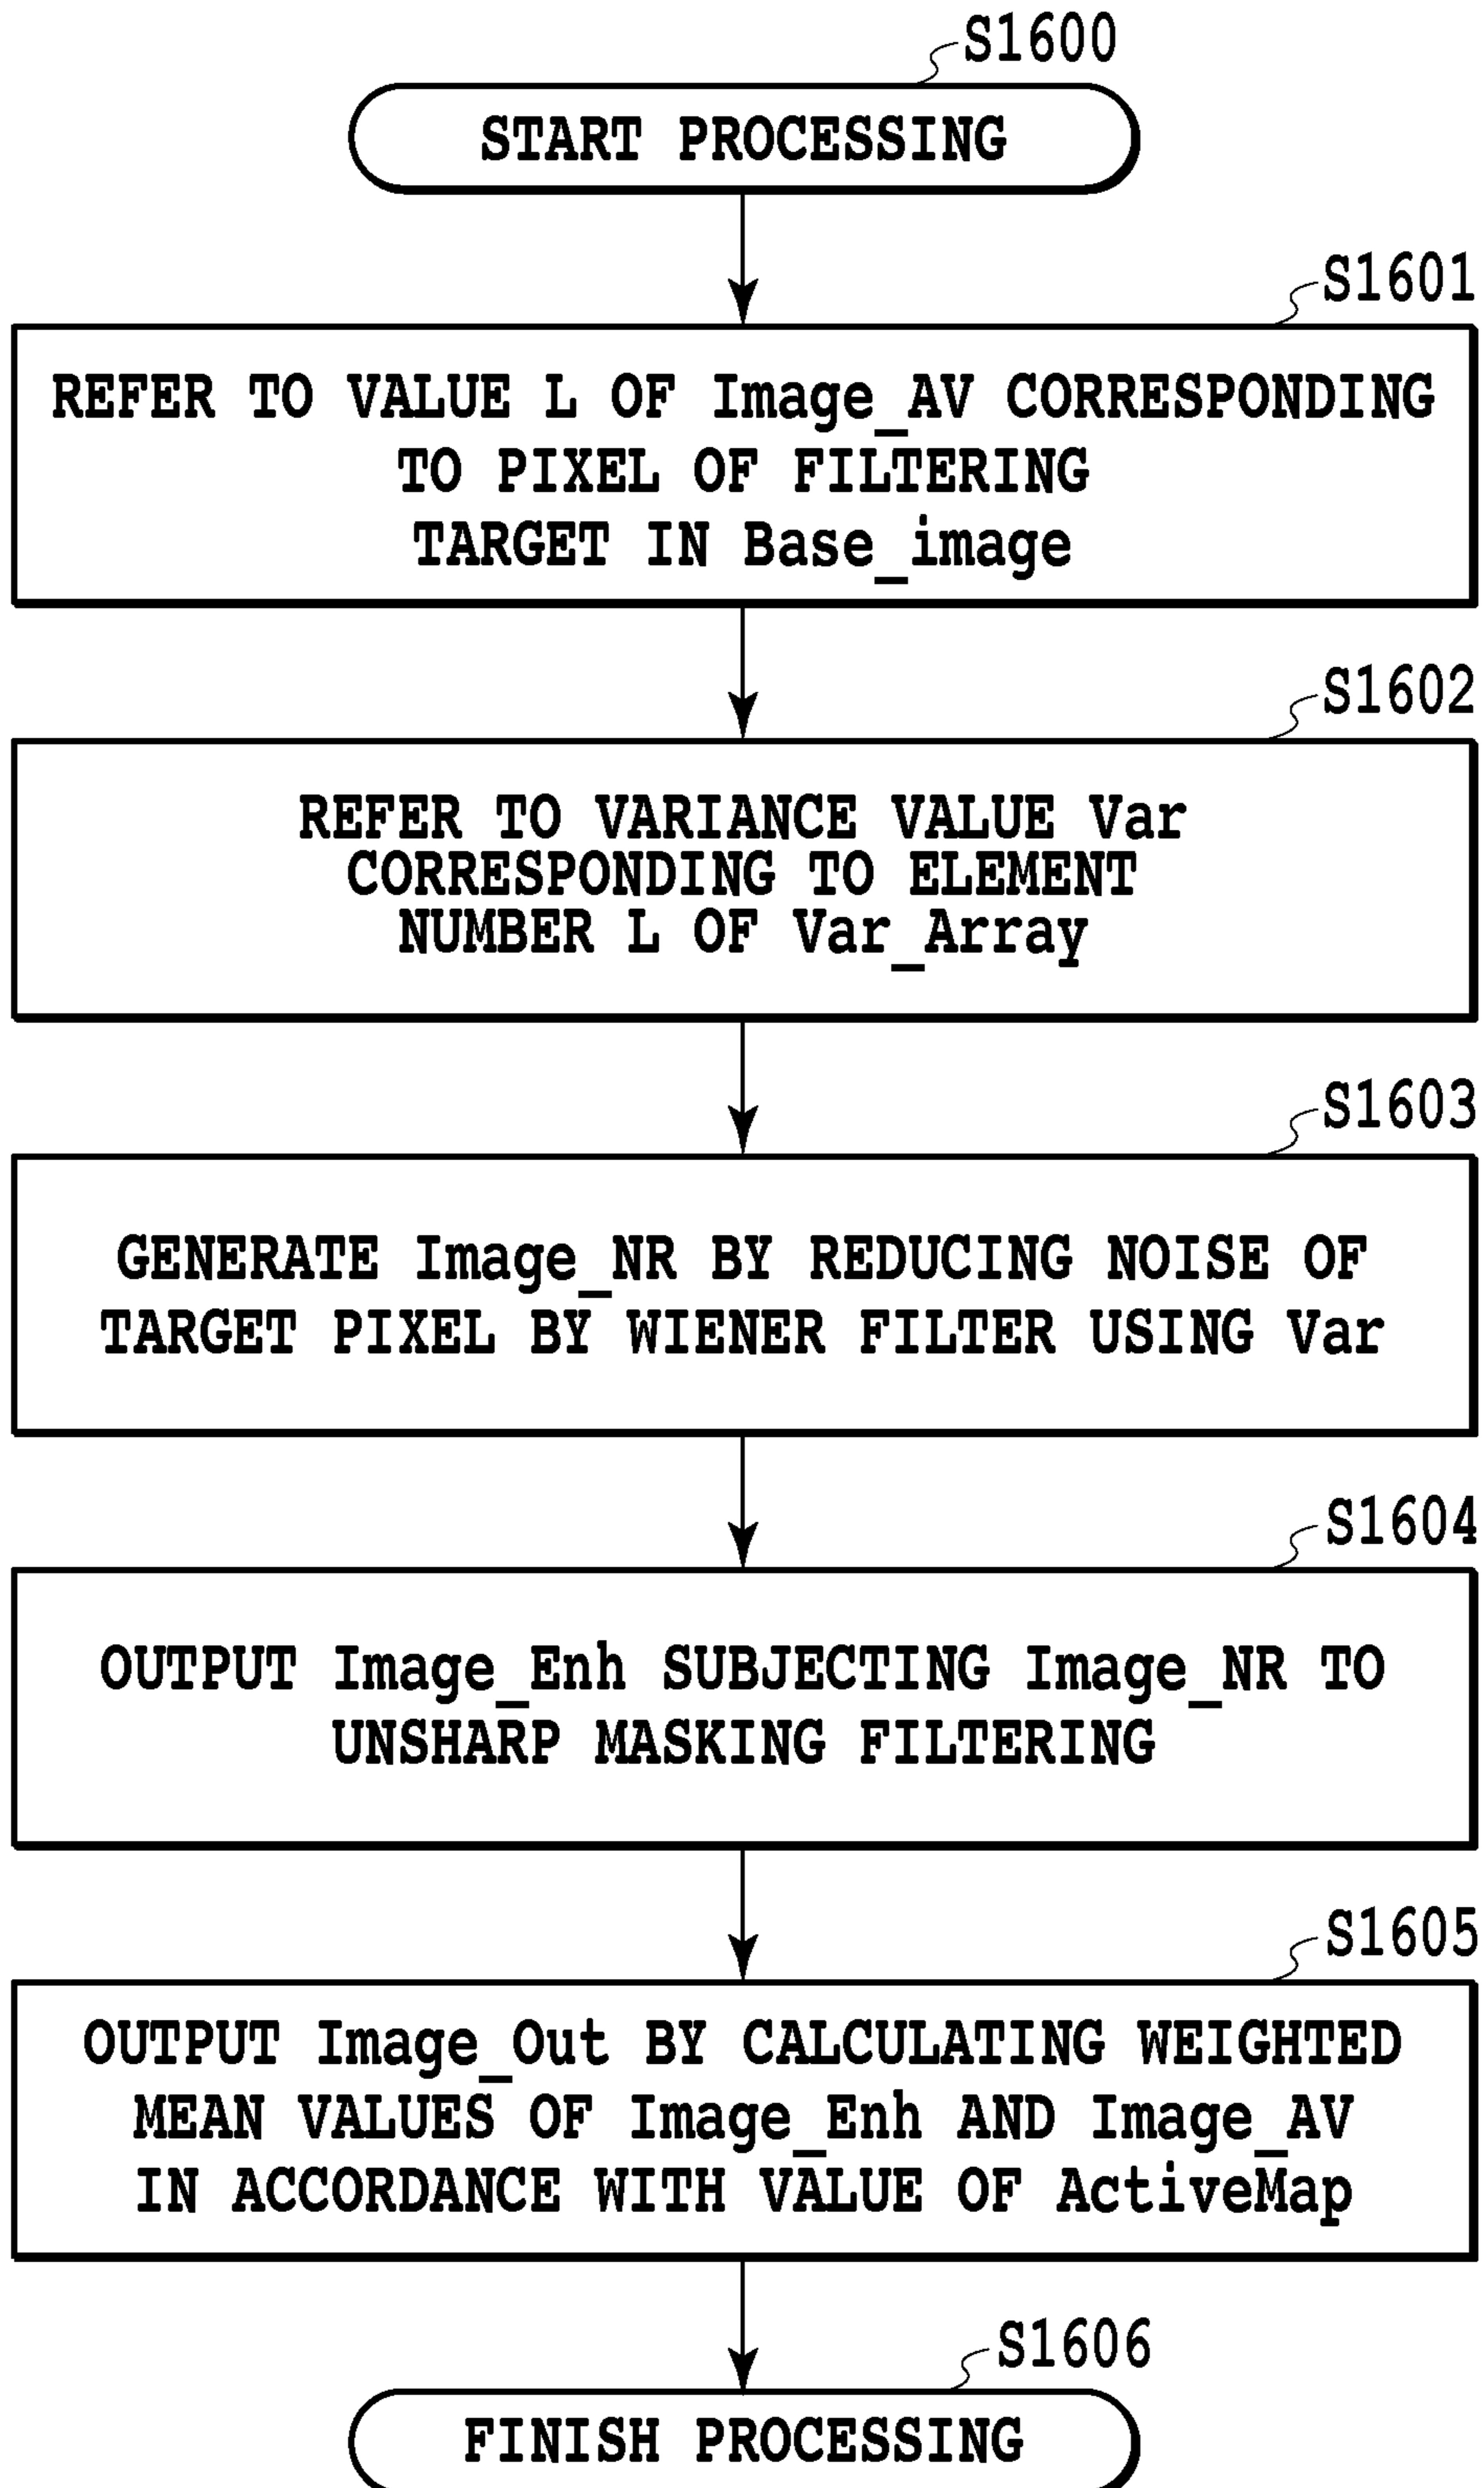 S1600
START PROCESSING
S1601
REFER TO VALUE L OF Image_AV CORRESPONDING
TO PIXEL OF FILTERING
TARGET IN Base_image
S1602
REFER TO VARIANCE VALUE Var
CORRESPONDING TO ELEMENT
NUMBER L OF Var_Array
S1603
GENERATE Image_NR BY REDUCING NOISE OF
TARGET PIXEL BY WIENER FILTER USING Var
S1604
OUTPUT Image_Enh SUBJECTING Image_NR TO
UNSHARP MASKING FILTERING
S1605
OUTPUT Image_Out BY CALCULATING WEIGHTED
MEAN VALUES OF Image_Enh AND Image_AV
IN ACCORDANCE WITH VALUE OF ActiveMap
S1606
FINISH PROCESSING